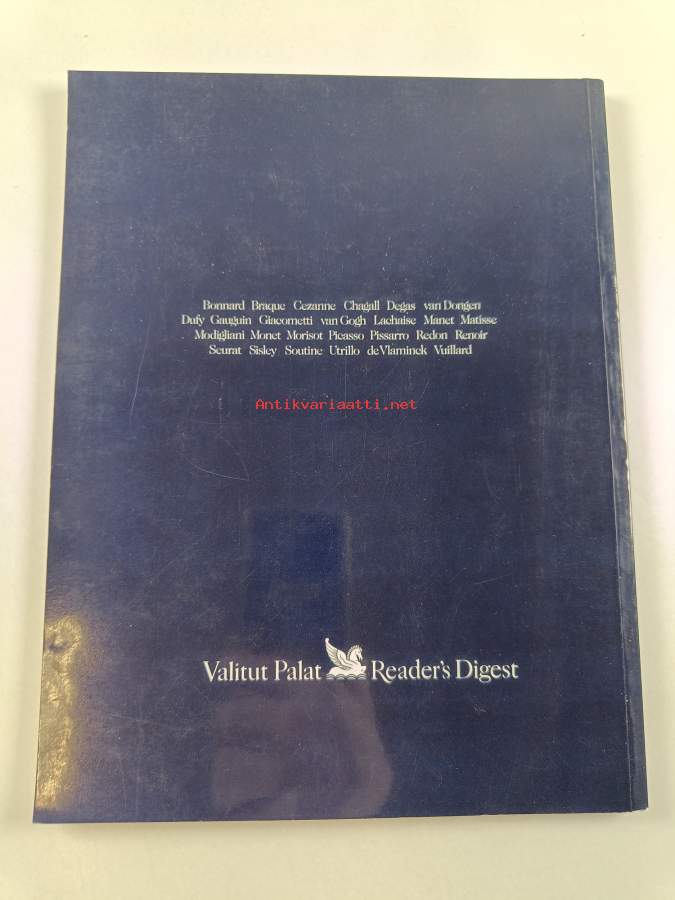 Bonnard Braque Cezanne Chagall Degas van Dongen
Dufy Gauguin Giacometti van Gogh Lachaise Manet Matisse
Modigliani Monet Morisot Picasso Pissarro Redon Renoir
Seurat Sisley Soutine Utrillo de Vlaminck Vuillard
Antikvariaatti.net
Valitut Palat Reader's Digest